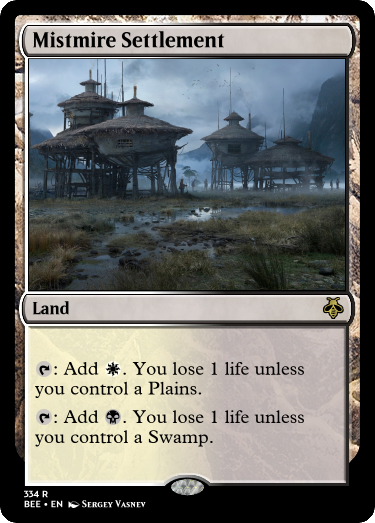 Mistmire Settlement
Land
: Add . You lose 1 life unless
you control a Plains.
: Add . You lose 1 life unless
you control a Swamp.
334 R
BEE • EN Sergey Vasnev